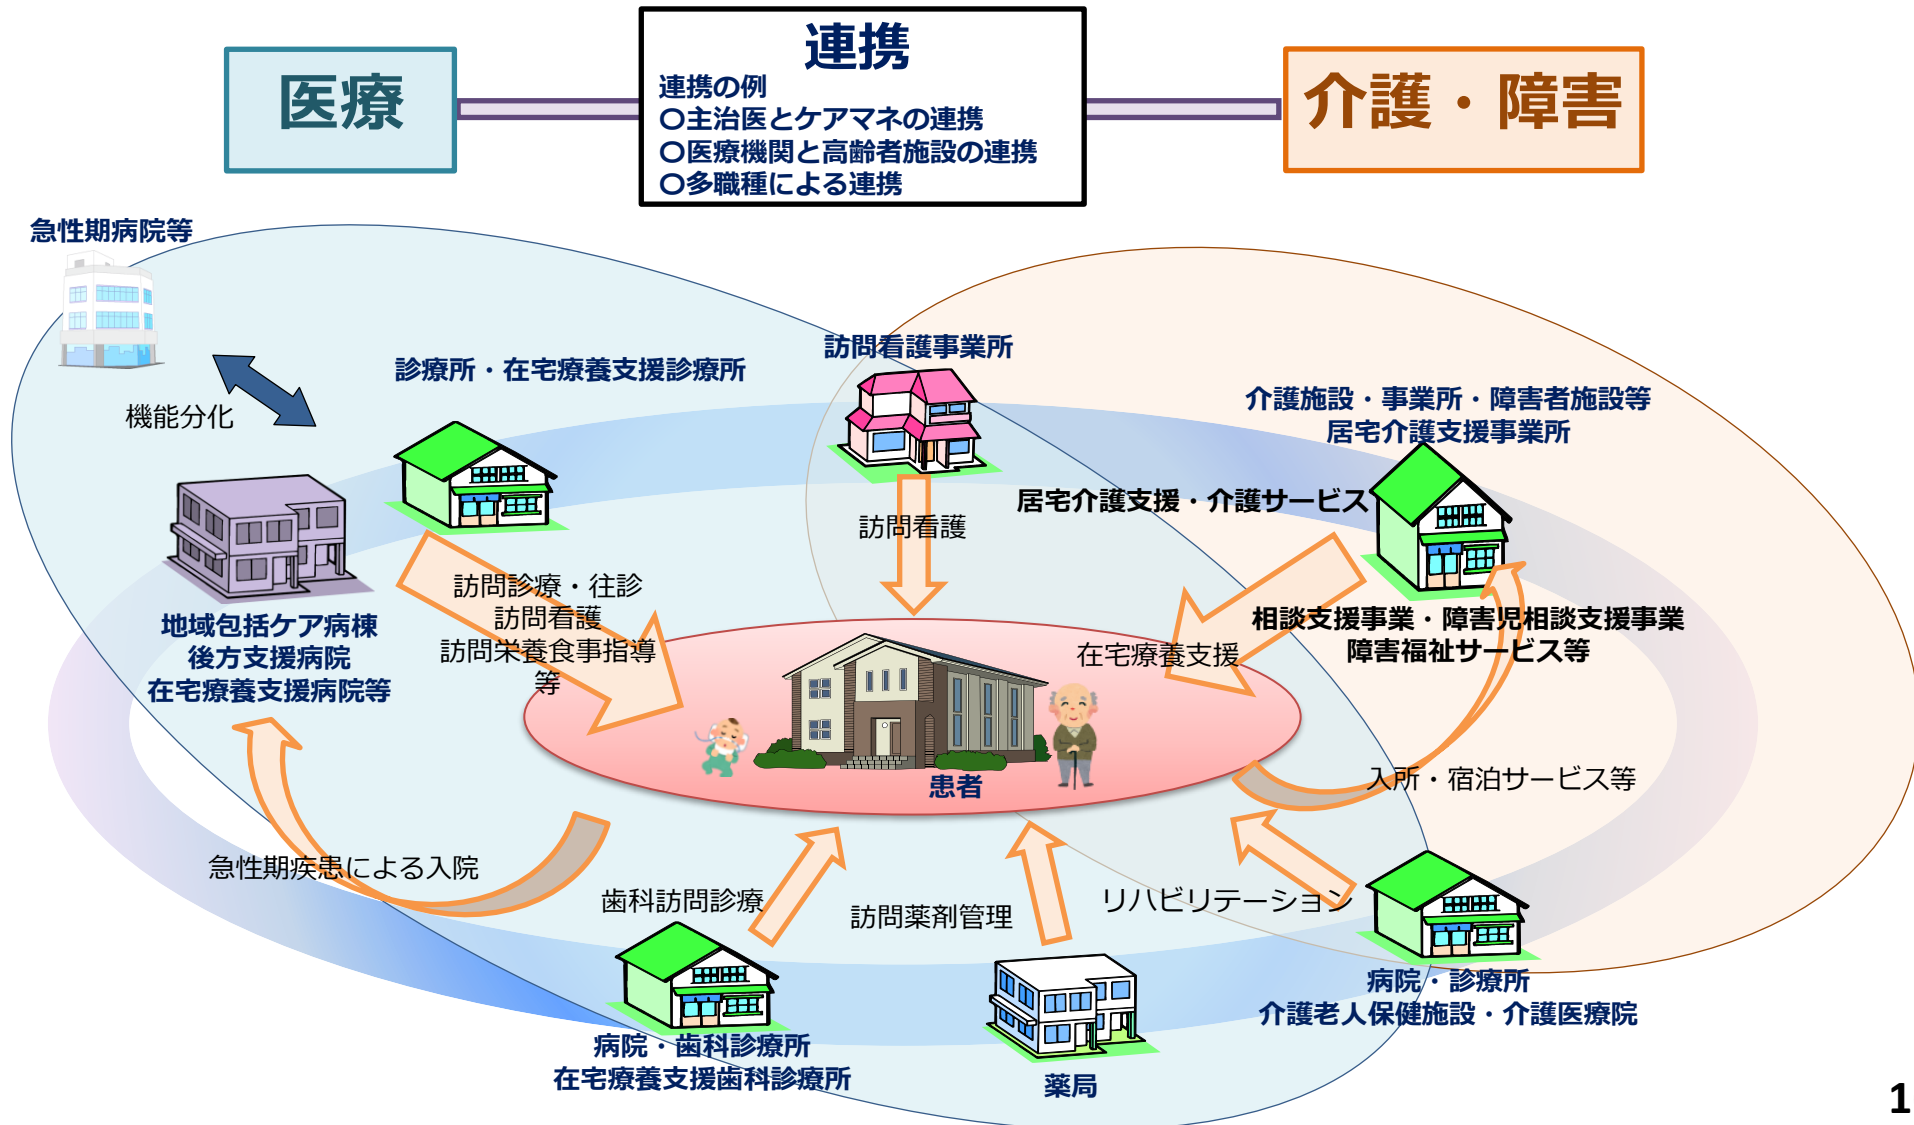 医療
連携
連携の例
〇主治医とケアマネの連携
〇医療機関と高齢者施設の連携
〇多職種による連携
介護・障害
急性期病院等
機能分化
診療所・在宅療養支援診療所
訪問看護事業所
介護施設・事業所・障害者施設等
居宅介護支援事業所
居宅介護支援・介護サービス
訪問看護
訪問診療・往診
訪問看護
訪問栄養食事指導
等
地域包括ケア病棟
後方支援病院
在宅療養支援病院等
相談支援事業・障害児相談支援事業
障害福祉サービス等
在宅療養支援
患者
入所・宿泊サービス等
急性期疾患による入院
歯科訪問診療
訪問薬剤管理
リハビリテーション
病院・歯科診療所
在宅療養支援歯科診療所
薬局
病院・診療所
介護老人保健施設・介護医療院
1